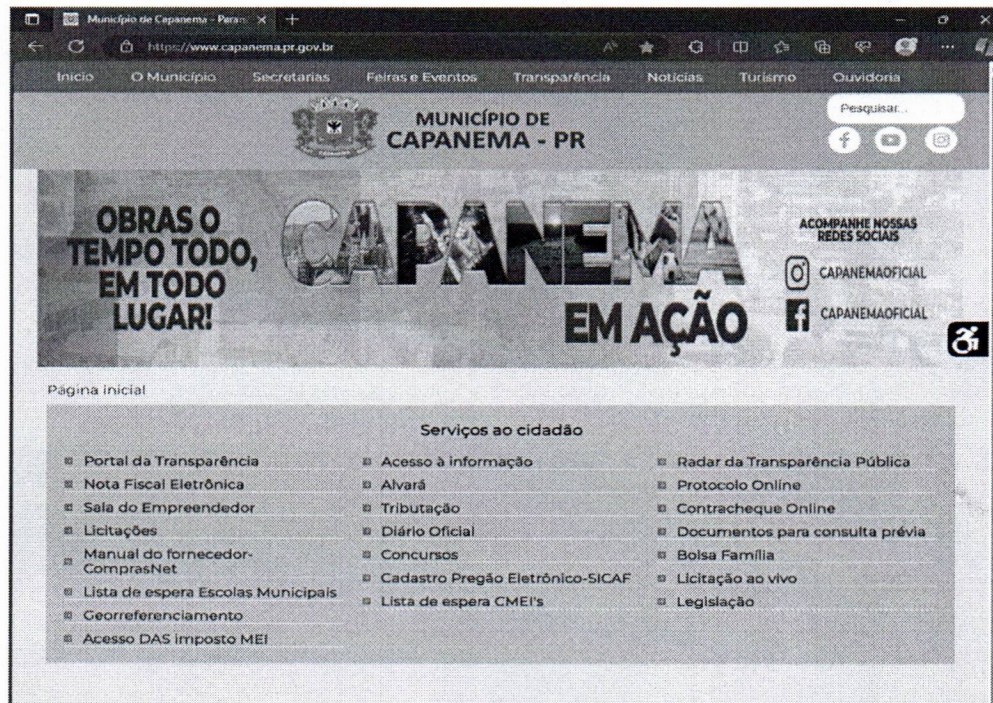 Município de Capanema - Paran
https://www.capanema.pr.gov.br
Início O Município Secretarias Feiras e Eventos Transparência Notícias Turismo Ouvidoria
MUNICÍPIO DE
CAPANEMA - PR
Pesquisar...
OBRAS O
TEMPO TODO,
EM TODO
LUGAR!
CAPANEMA
EM AÇÃO
ACOMPANHE NOSSAS
REDES SOCIAIS
CAPANEMAOFICIAL
CAPANEMAOFICIAL
Página inicial
Serviços ao cidadão
Portal da Transparência
Nota Fiscal Eletrônica
Sala do Empreendedor
Licitações
Manual do fornecedor-
ComprasNet
Lista de espera Escolas Municipais
Georreferenciamento
Acesso DAS imposto MEI
Acesso à informação
Alvará
Tributação
Diário Oficial
Concursos
Cadastro Pregão Eletrônico-SICAF
Lista de espera CMEI's
Radar da Transparência Pública
Protocolo Online
Contracheque Online
Documentos para consulta prévia
Bolsa Família
Licitação ao vivo
Legislação